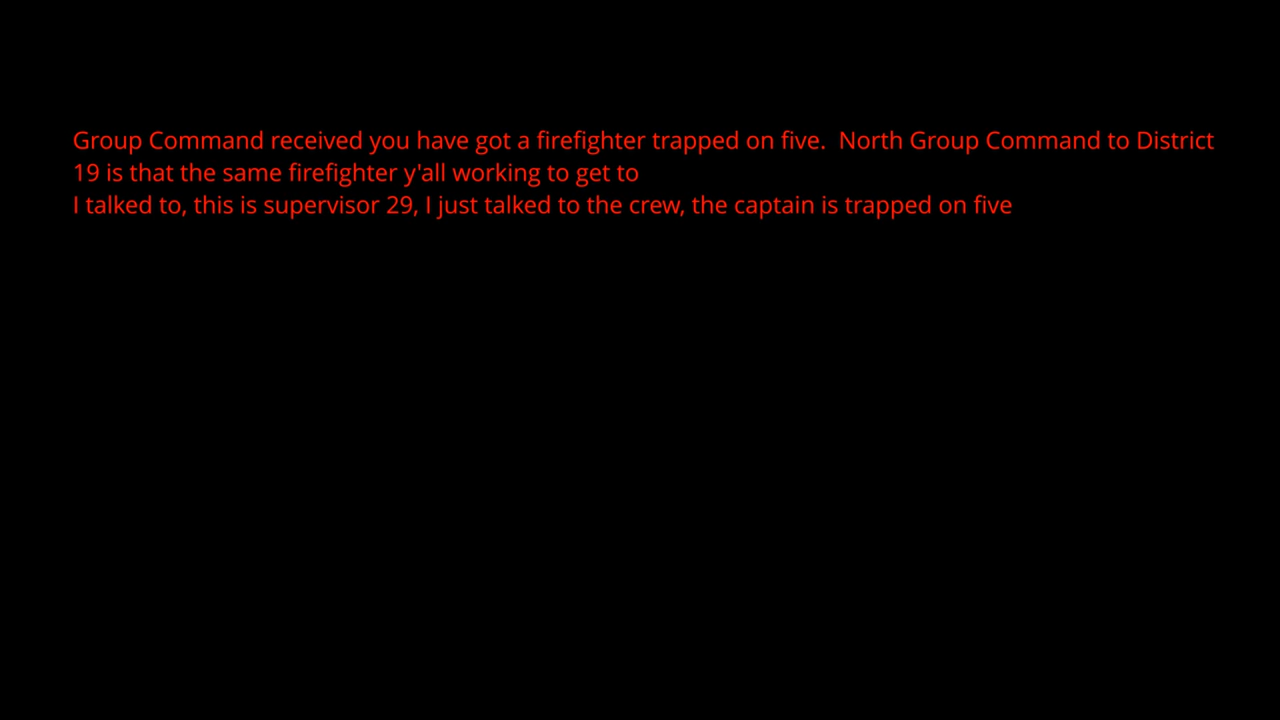 Group Command received you have got a firefighter trapped on five.  North Group Command to District
19 is that the same firefighter y'all working to get to
I talked to, this is supervisor 29, I just talked to the crew, the captain is trapped on five